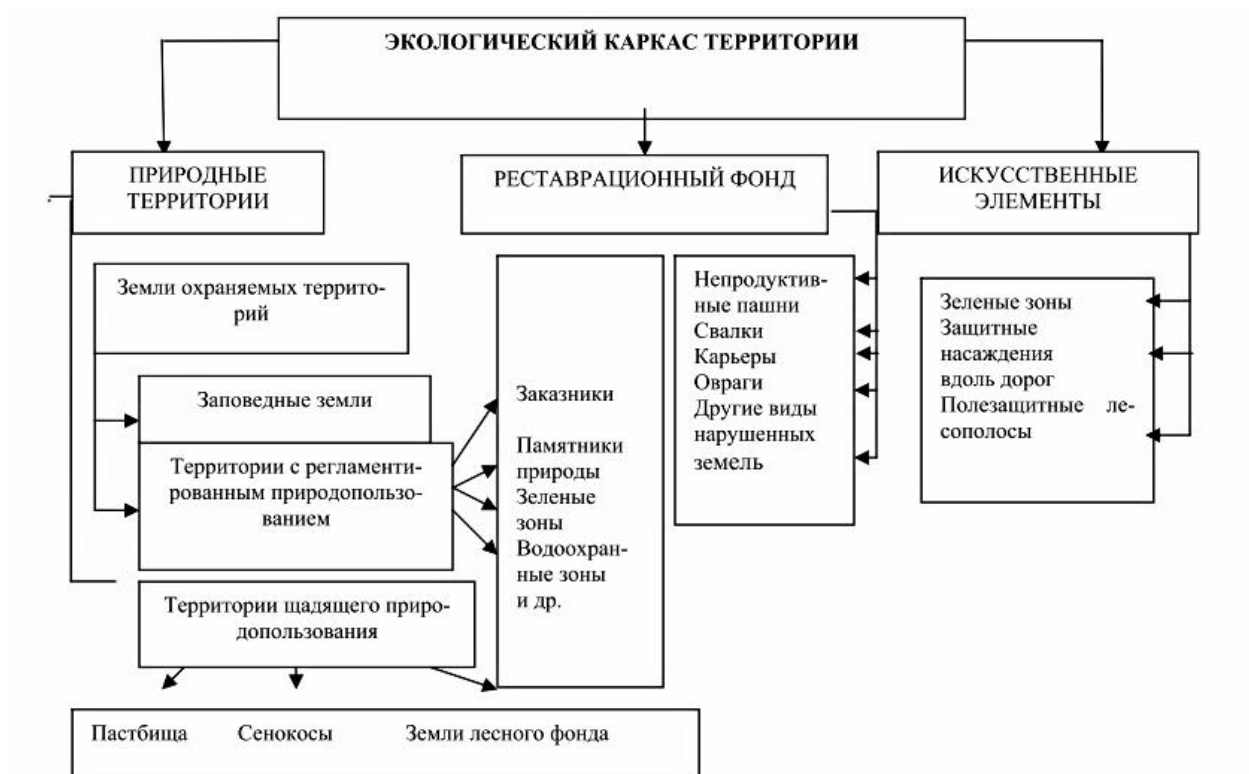 ЭКОЛОГИЧЕСКИЙ КАРКАС ТЕРРИТОРИИ
ПРИРОДНЫЕ
ТЕРРИТОРИИ
РЕСТАВРАЦИОННЫЙ ФОНД
ИСКУССТВЕННЫЕ
ЭЛЕМЕНТЫ
Земли охраняемых территo-
рий
Заповедные земли
Территории с регламенти-
рованным природопользo-
ванием
Территории щадящего приро-
допользования
Пастбища
Сенокосы
Земли лесного фонда
Заказники
Памятники
природы
Зеленые
зоны
Водоохран-
ные зоны
и др.
Непродуктив-
ные пашни
Свалки
Карьеры
Овраги
Другие виды
нарушенных
земель
Зеленые зоны
Защитные
насаждения
вдоль дорог
Полезащитные ле-
сополосы